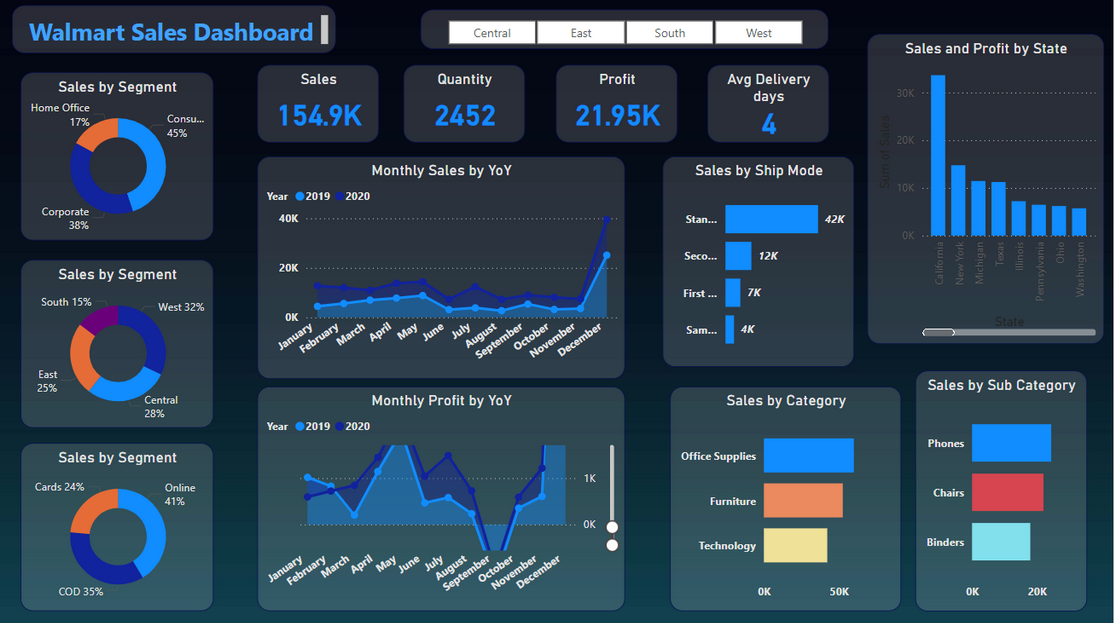 Walmart Sales Dashboard
Central East South West
Sales by Segment
Home Office
17%
Consu...
45%
Corporate
38%
Sales
154.9K
Quantity
2452
Profit
21.95K
Avg Delivery
days
4
Sales and Profit by State
Sum of Sales
30K
20K
10K
0K
California
New York
Michigan
Texas
Illinois
Pennsylvania
Ohio
Washington
State
Sales by Segment
South 15%
West 32%
East
25%
Central
28%
Monthly Sales by YoY
Year 2019 2020
40K
20K
0K
January
February
March
April
May
June
July
August
September
October
November
December
Sales by Ship Mode
Stan... 42K
Seco... 12K
First ... 7K
Sam... 4K
Sales by Segment
Cards 24%
Online
41%
COD 35%
Monthly Profit by YoY
Year 2019 2020
1K
0K
January
February
March
April
May
June
July
August
September
October
November
December
Sales by Category
Office Supplies
Furniture
Technology
0K 50K
Sales by Sub Category
Phones
Chairs
Binders
0K 20K